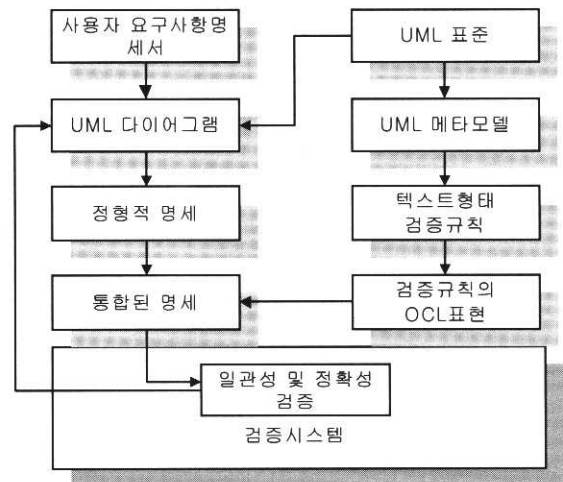 사용자 요구사항명
세서
UML 표준
UML 다이어그램
UML 메타모델
정형적 명세
텍스트형태
검증규칙
통합된 명세
검증규칙의
OCL표현
일관성 및 정확성
검증
검증시스템